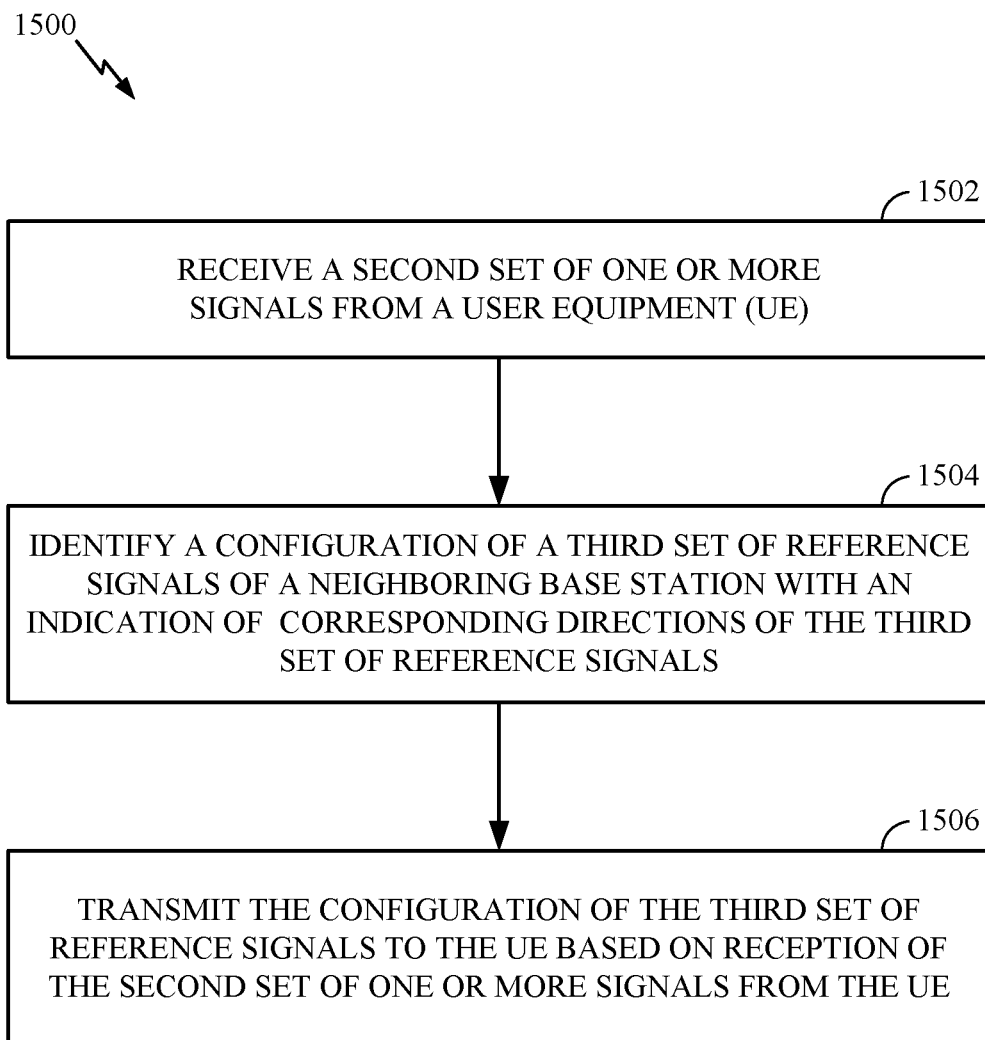 1500
1502
RECEIVE A SECOND SET OF ONE OR MORE
SIGNALS FROM A USER EQUIPMENT (UE)
1504
IDENTIFY A CONFIGURATION OF A THIRD SET OF REFERENCE
SIGNALS OF A NEIGHBORING BASE STATION WITH AN
INDICATION OF CORRESPONDING DIRECTIONS OF THE THIRD
SET OF REFERENCE SIGNALS
1506
TRANSMIT THE CONFIGURATION OF THE THIRD SET OF
REFERENCE SIGNALS TO THE UE BASED ON RECEPTION OF
THE SECOND SET OF ONE OR MORE SIGNALS FROM THE UE